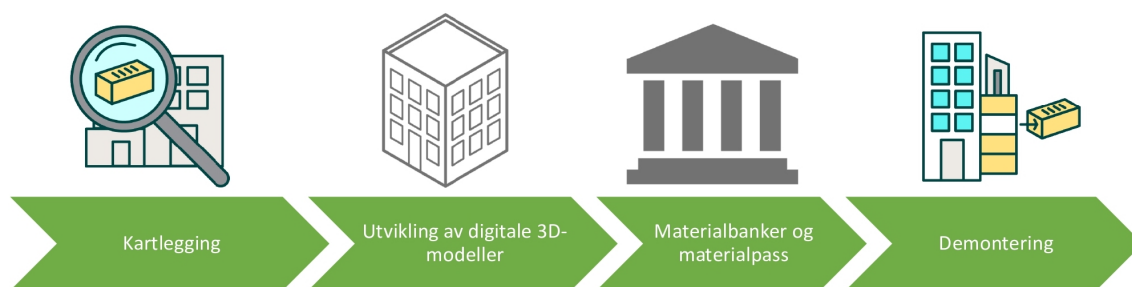 Kartlegging
Utvikling av digitale 3D-
modeller
Materialbanker og
materialpass
Demontering